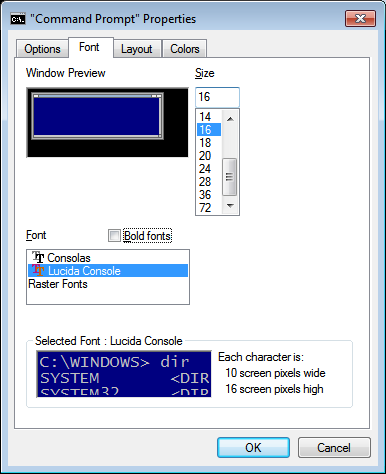 C:\. "Command Prompt" Properties
Options Font Layout Colors
Window Preview
Size
16
14
16
18
20
24
28
36
72
Font
Bold fonts
Consolas
Lucida Console
Raster Fonts
Selected Font : Lucida Console
C:\WINDOWS> dir
SYSTEM <DIR
SYSTEM32 <DIR
Each character is:
10 screen pixels wide
16 screen pixels high
OK Cancel